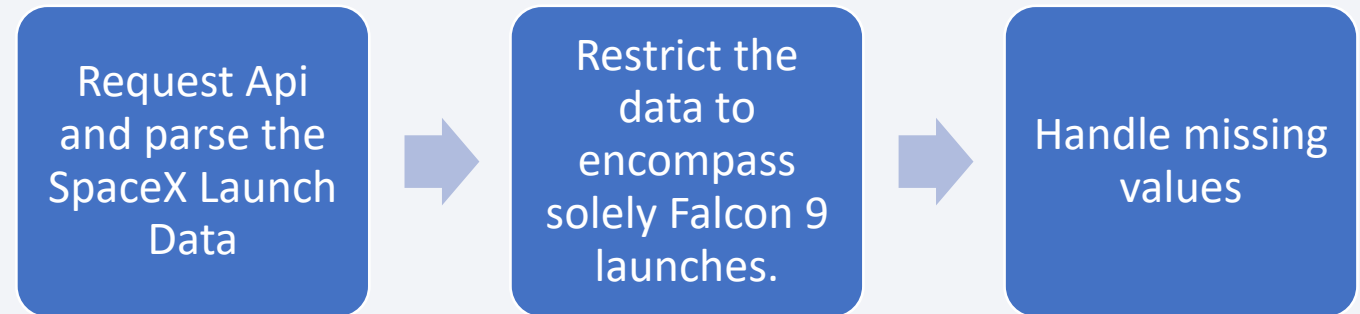 Request Api
and parse the
SpaceX Launch
Data
Restrict the
data to
encompass
solely Falcon 9
launches.
Handle missing
values